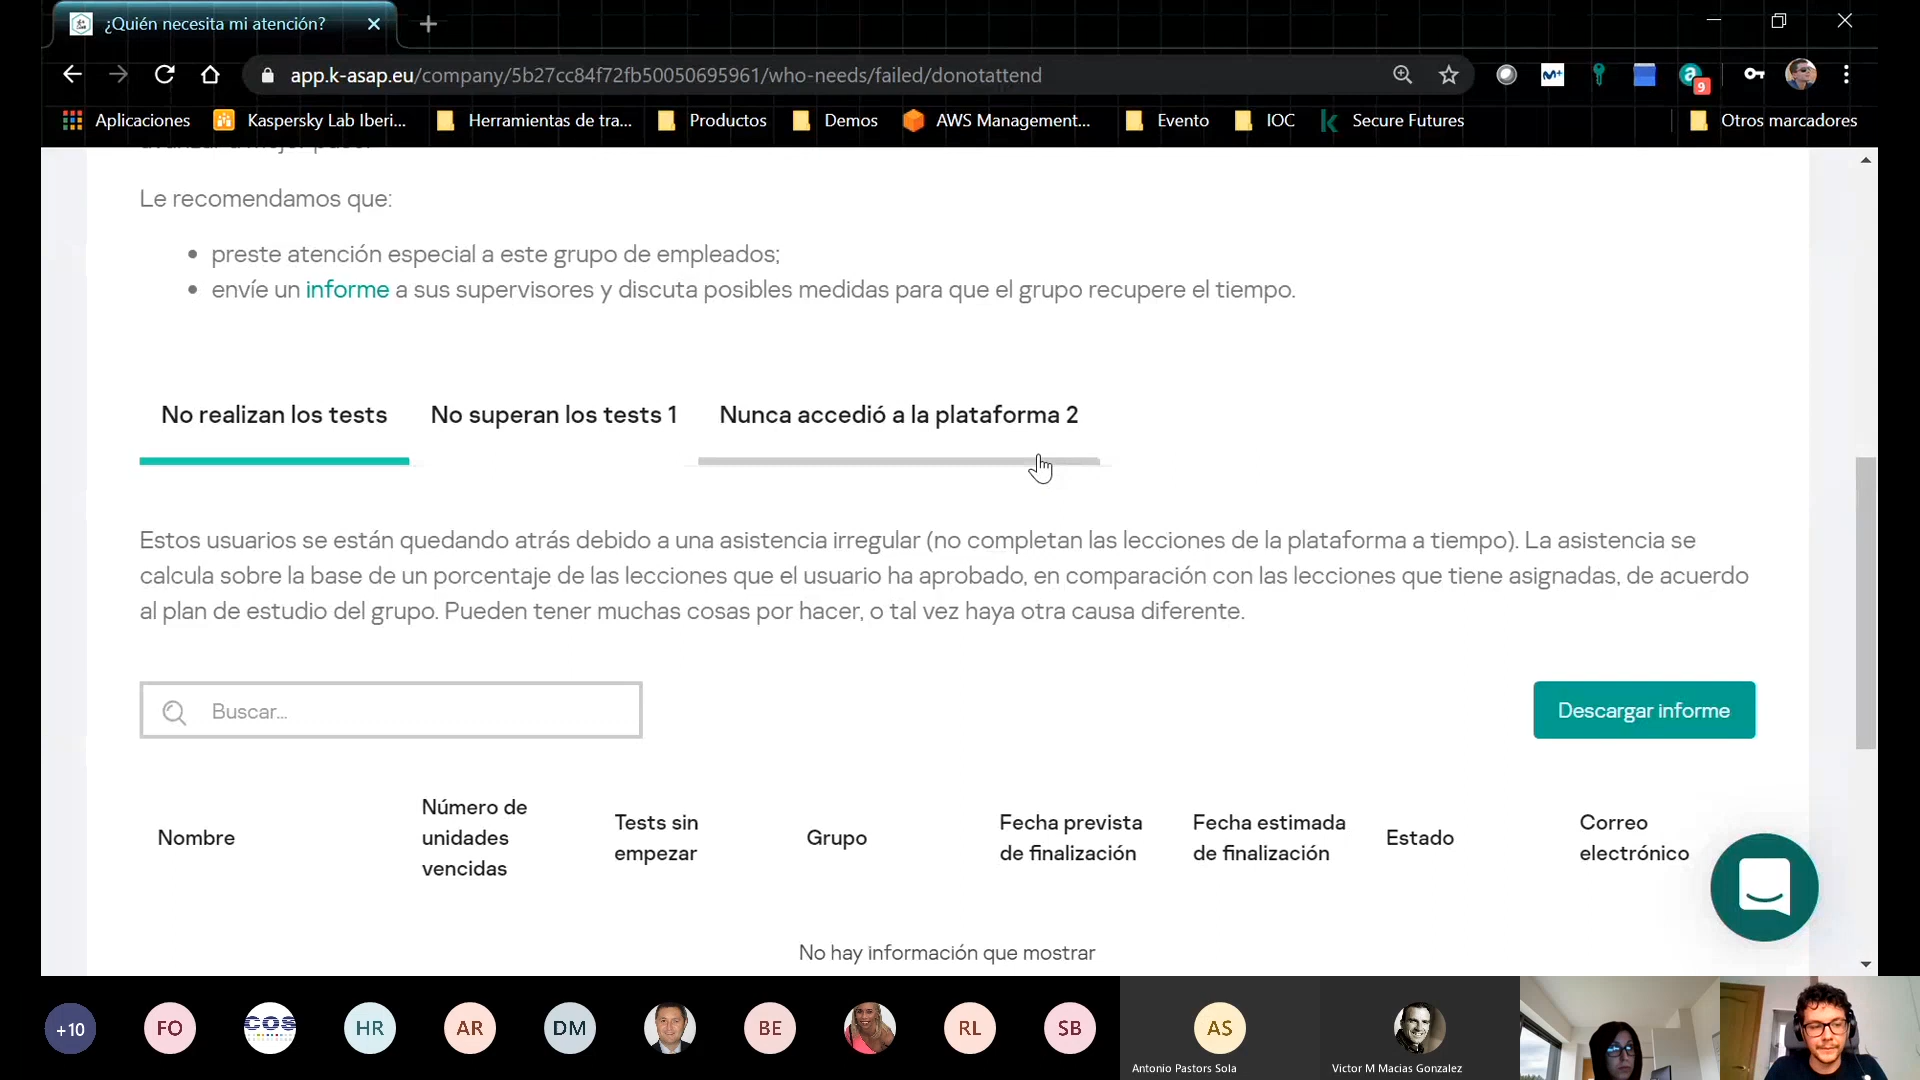 ¿Quién necesita mi atención?
app.k-asap.eu/company/5b27cc84f72fb50050695961/who-needs/failed/donotattend
9
Aplicaciones
Kaspersky Lab Iberi...
Herramientas de tra...
Productos
Demos
AWS Management...
Evento
IOC
Secure Futures
Otros marcadores
Le recomendamos que:
preste atención especial a este grupo de empleados;
envíe un informe a sus supervisores y discuta posibles medidas para que el grupo recupere el tiempo.
No realizan los tests
No superan los tests 1
Nunca accedió a la plataforma 2
Estos usuarios se están quedando atrás debido a una asistencia irregular (no completan las lecciones de la plataforma a tiempo). La asistencia se
calcula sobre la base de un porcentaje de las lecciones que el usuario ha aprobado, en comparación con las lecciones que tiene asignadas, de acuerdo
al plan de estudio del grupo. Pueden tener muchas cosas por hacer, o tal vez haya otra causa diferente.
Buscar...
Descargar informe
Nombre
Número de
unidades
vencidas
Tests sin
empezar
Grupo
Fecha prevista
de finalización
Fecha estimada
de finalización
Estado
Correo
electrónico
No hay información que mostrar
+10
FO
COS
HR
AR
DM
BE
RL
SB
AS
Antonio Pastors Sola
Victor M Macias Gonzalez